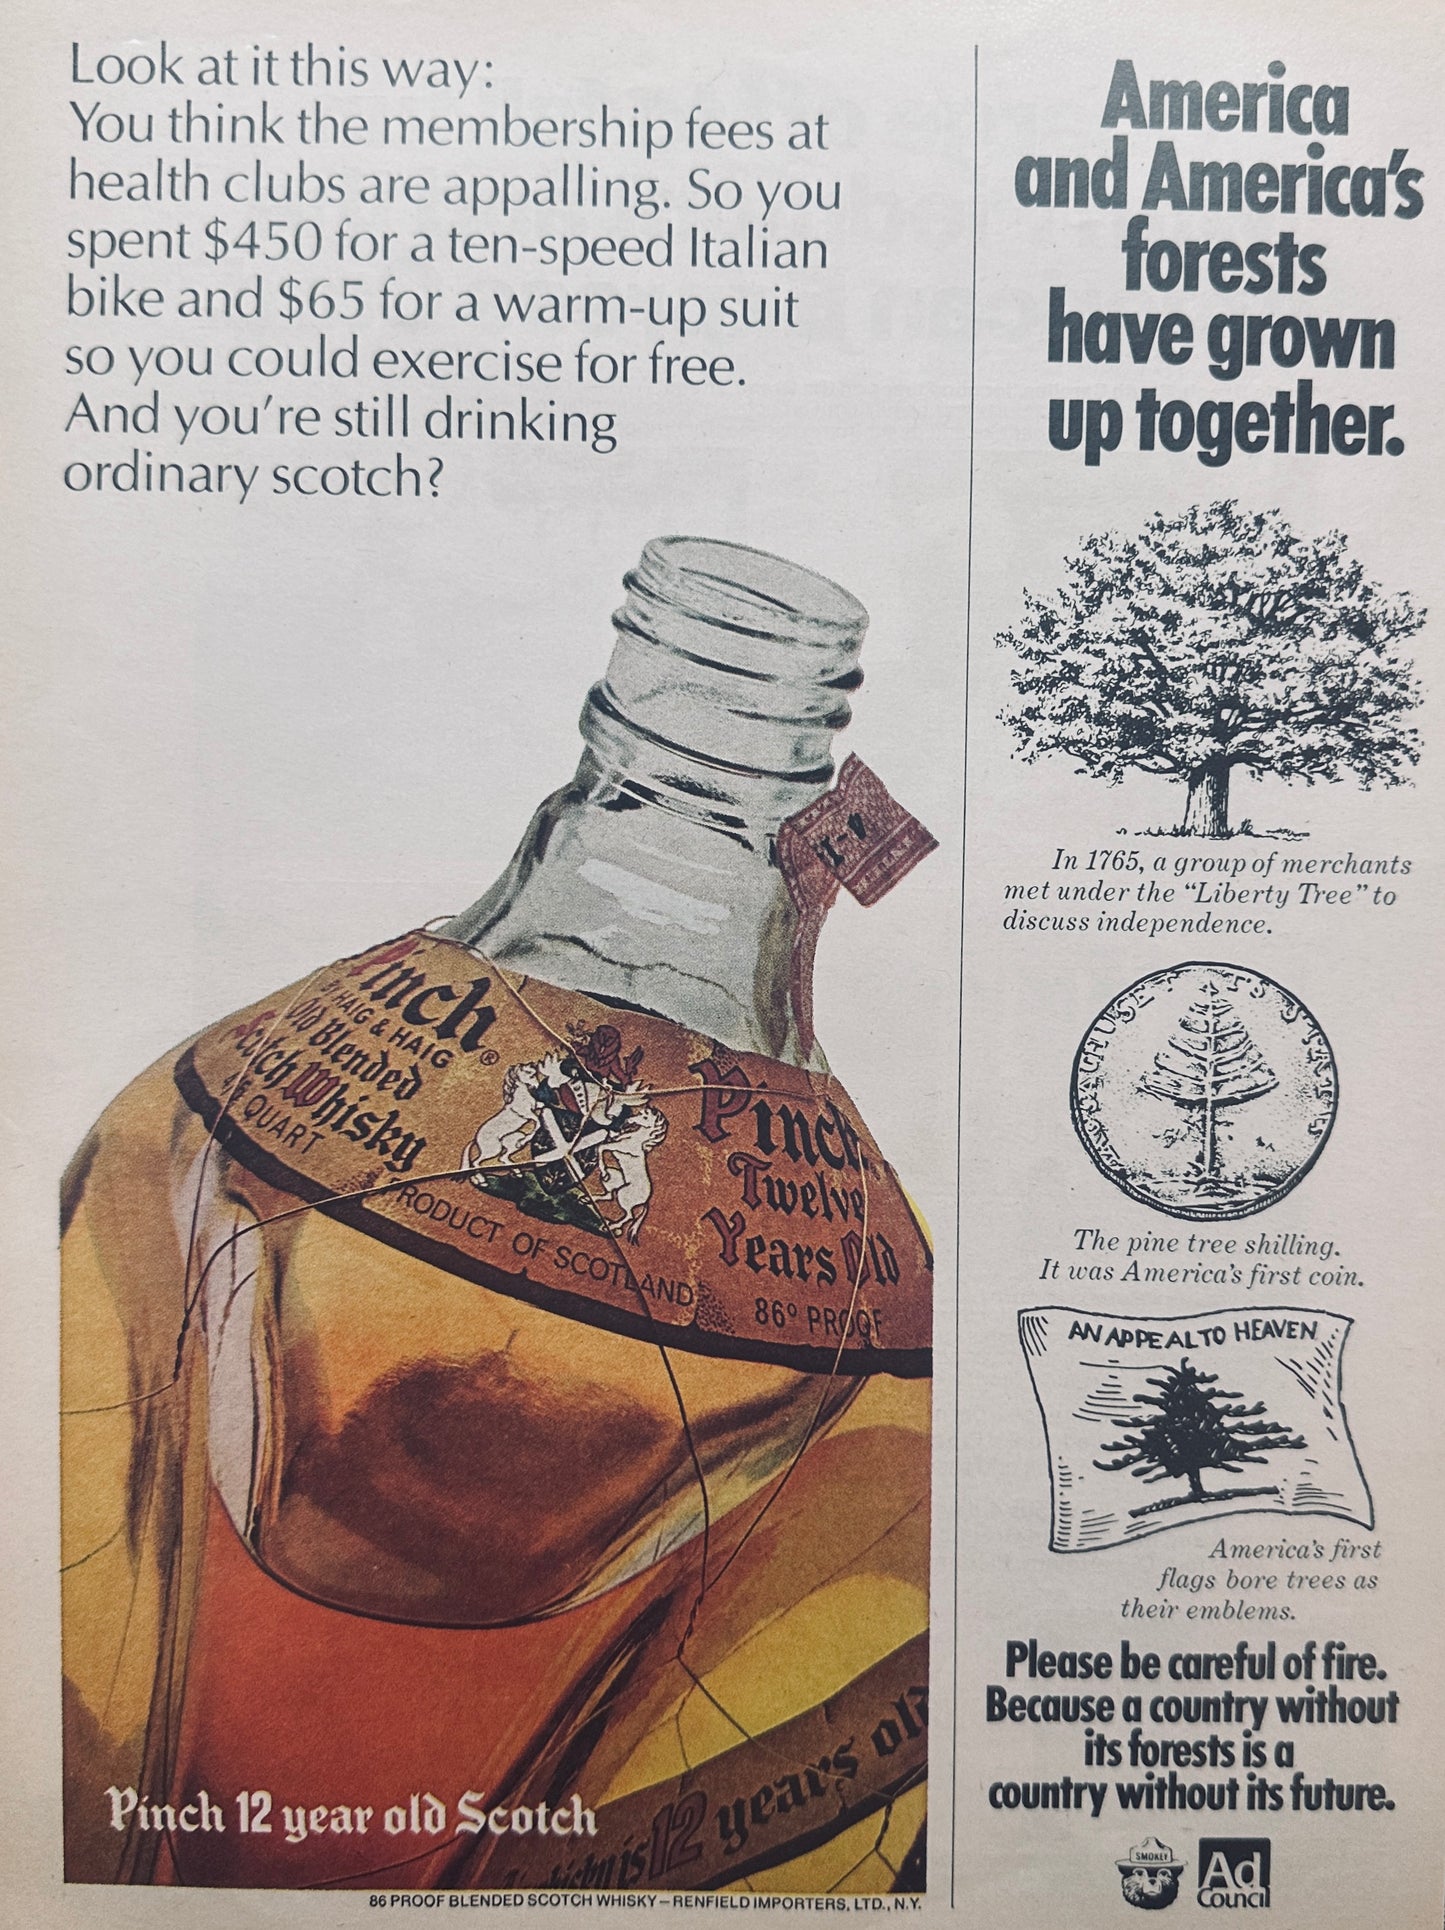 Look at it this way:
You think the membership fees at
health clubs are appalling. So you
spent $450 for a ten-speed Italian
bike and $65 for a warm-up suit
so you could exercise for free.
And you're still drinking
ordinary scotch?
Pinch
BY HAIG & HAIG
®
Old Blended
Scotch Whisky
4/5 QUART
PRODUCT OF SCOTLAND
Pinch
Twelve
Years Old
86° PROOF
is 12 years old
Pinch 12 year old Scotch
86 PROOF BLENDED SCOTCH WHISKY – RENFIELD IMPORTERS, LTD., N.Y.
America
and America's
forests
have grown
up together.
In 1765, a group of merchants
met under the “Liberty Tree” to
discuss independence.
The pine tree shilling.
It was America's first coin.
AN APPEAL TO HEAVEN
America's first
flags bore trees as
their emblems.
Please be careful of fire.
Because a country without
its forests is a
country without its future.
SMOKEY
Ad
Council